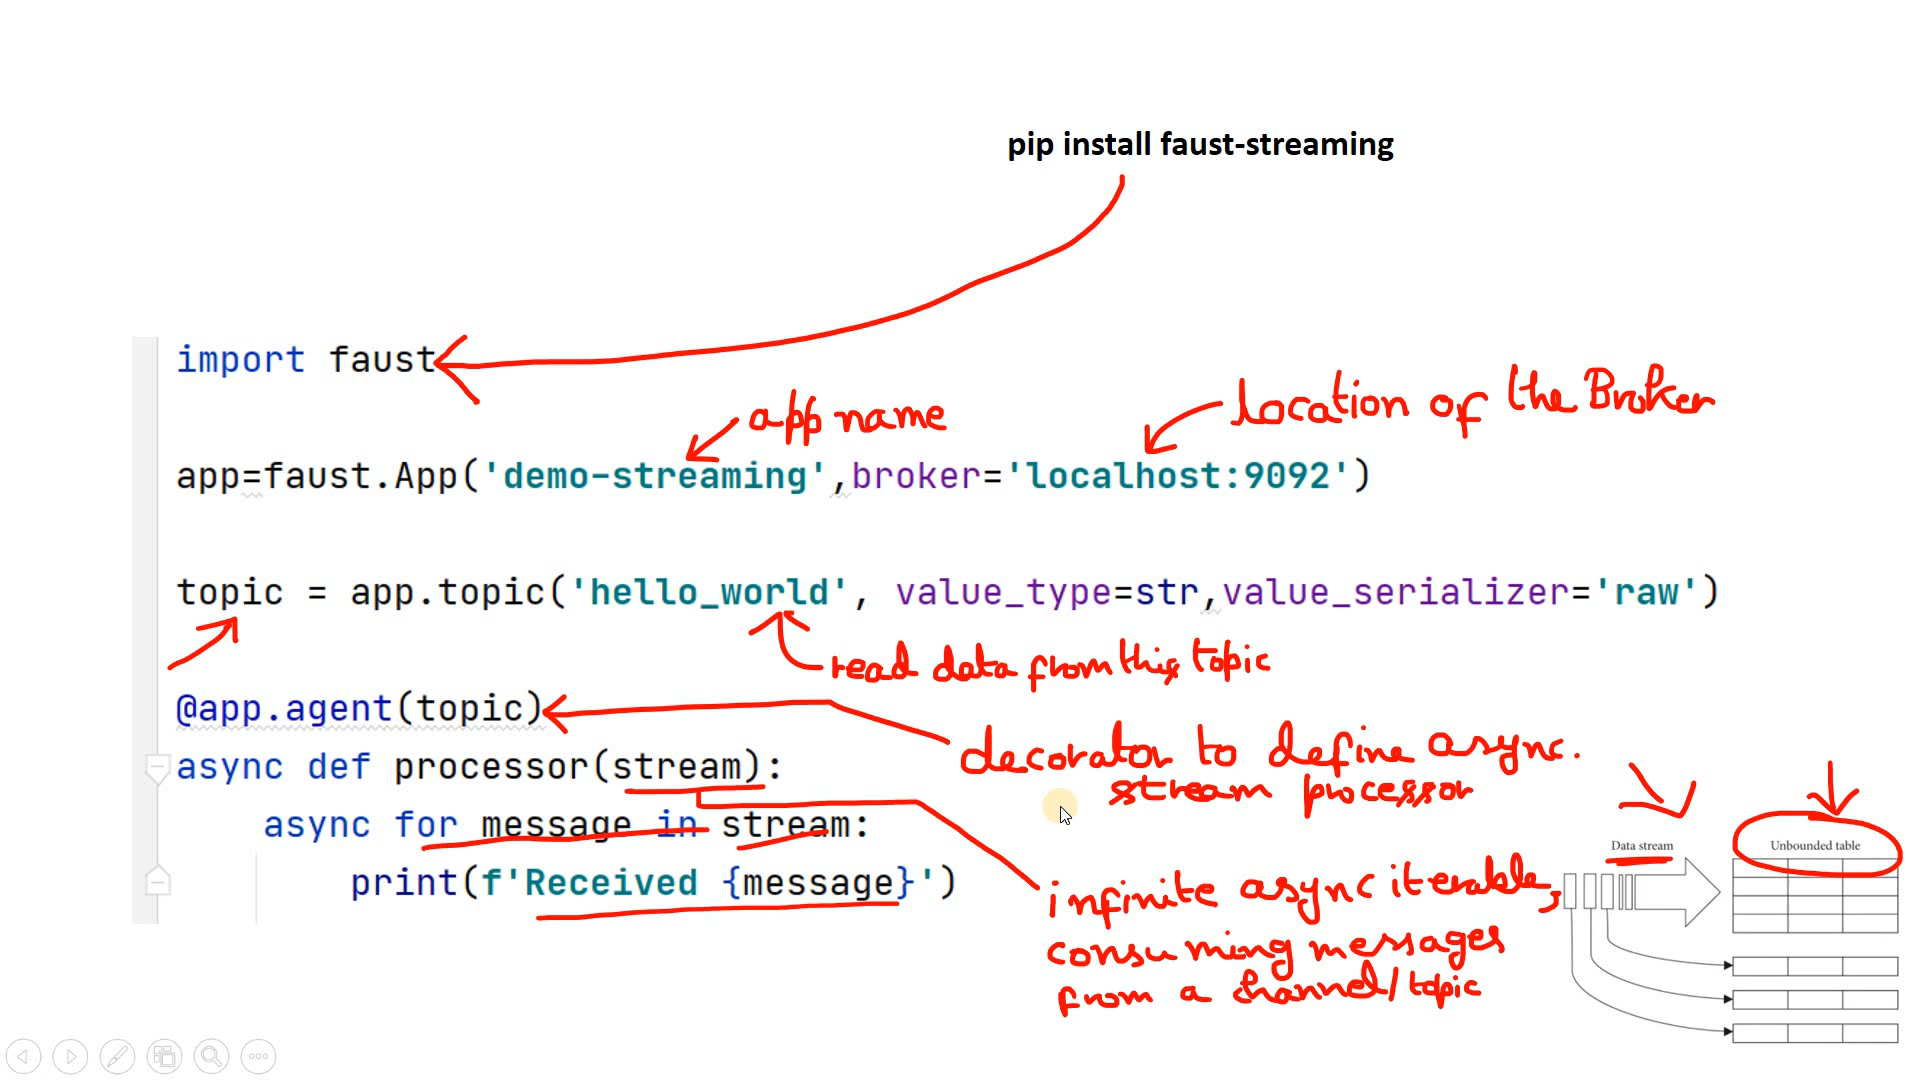 pip install faust-streaming
import faust
app name
location of the Broker
app=faust.App('demo-streaming',broker='localhost:9092')
topic = app.topic('hello_world', value_type=str,value_serializer='raw')
read data from this topic
@app.agent(topic)
decorator to define async.
stream processor
async def processor(stream):
async for message in stream:
print(f'Received {message}')
infinite async iterable,
consuming messages
from a channel/topic
Data stream
Unbounded table